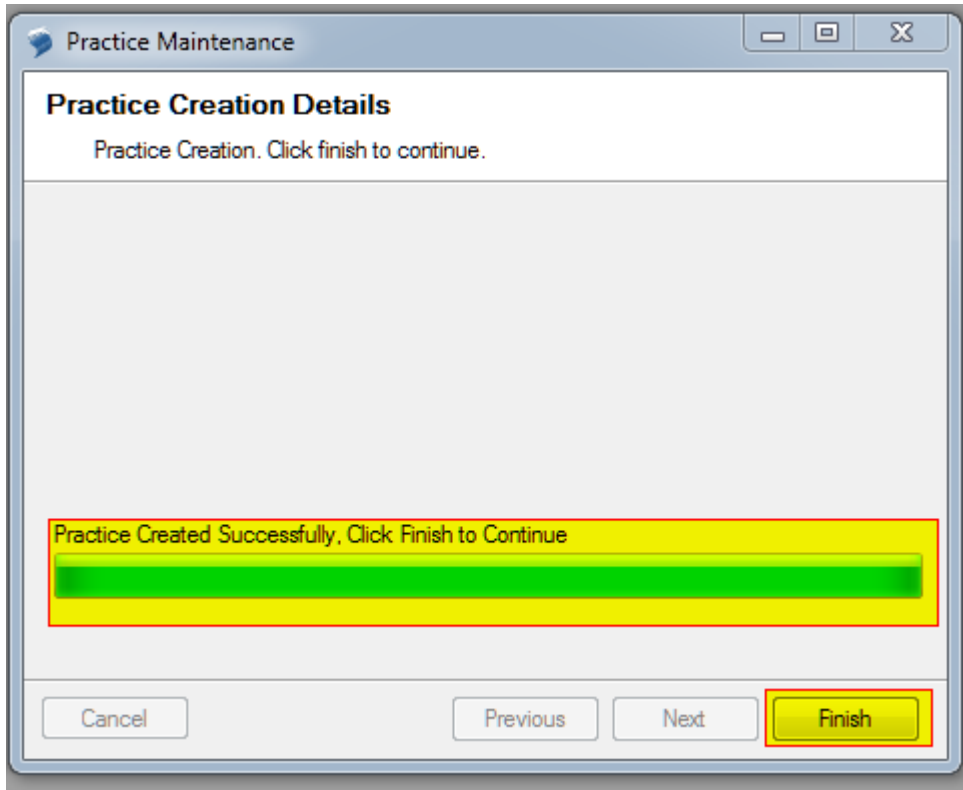 Practice Maintenance
Practice Creation Details
Practice Creation. Click finish to continue.
Practice Created Successfully, Click Finish to Continue
Cancel
Previous
Next
Finish